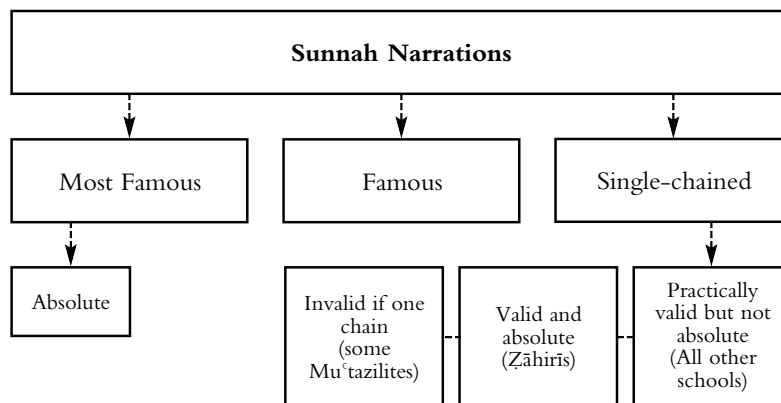 Sunnah Narrations
Most Famous
Famous
Single-chained
Absolute
Invalid if one
chain
(some
Muʿtazilites)
Valid and
absolute
(Ẓāhirīs)
Practically
valid but not
absolute
(All other
schools)